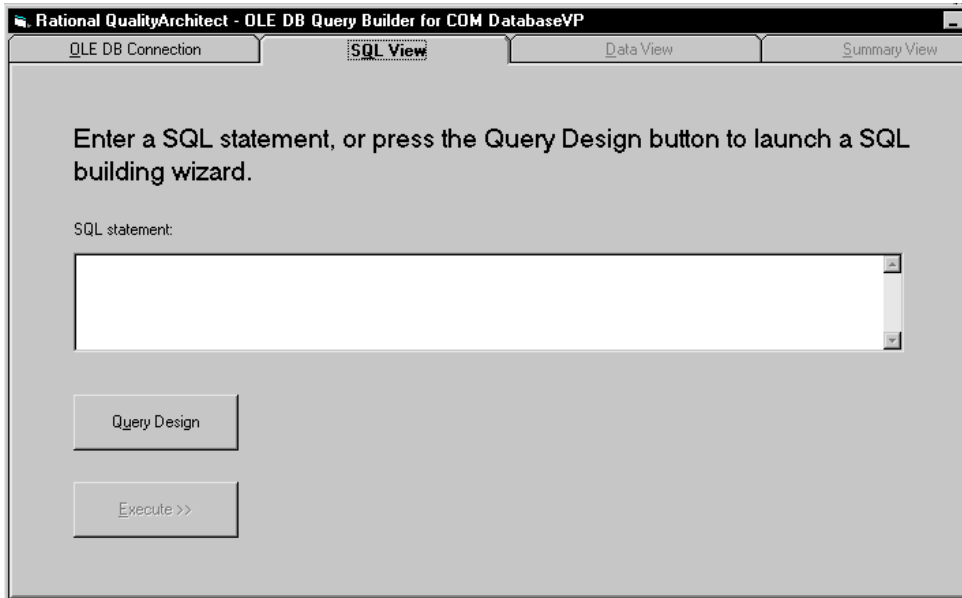 Rational QualityArchitect - OLE DB Query Builder for COM DatabaseVP
OLE DB Connection
SQL View
Data View
Summary View
Enter a SQL statement, or press the Query Design button to launch a SQL
building wizard.
SQL statement:
Query Design
Execute >>